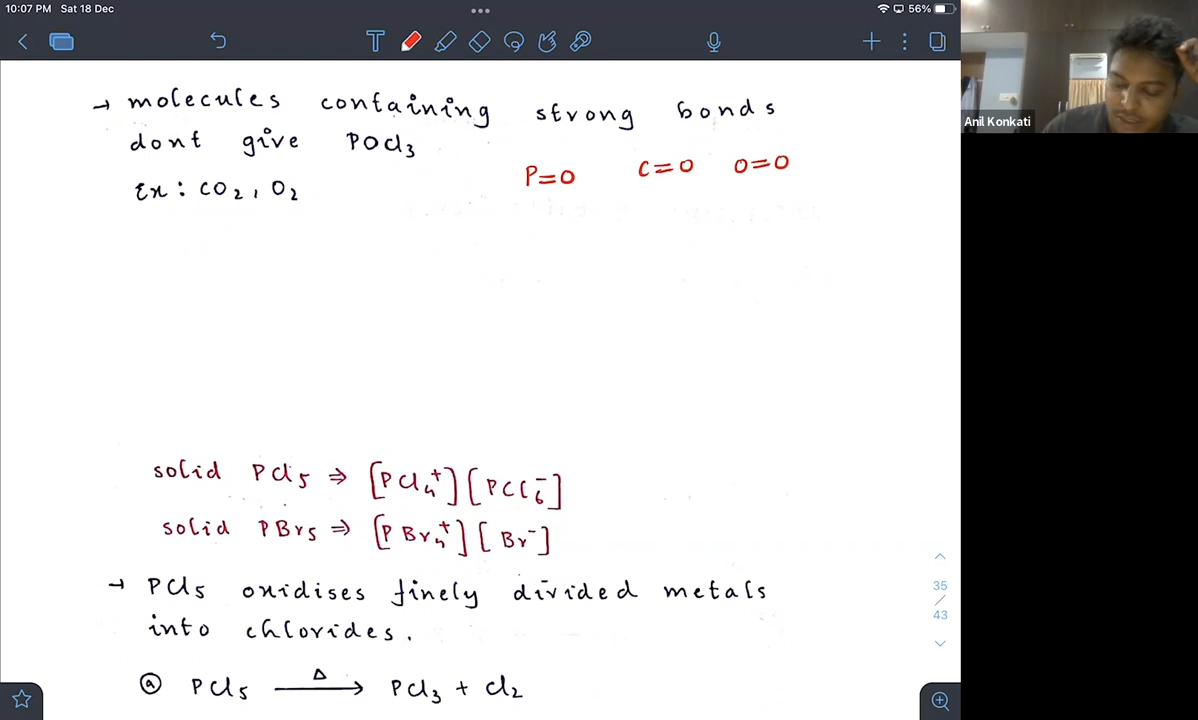 10:07 PM Sat 18 Dec
56%
Anil Konkati
→ molecules containing strong bonds
dont give POCl3
P=O C=O O=O
Ex : CO2, O2
solid PCl5 ⇒ [PCl4+] [PCl6-]
solid PBr5 ⇒ [PBr4+] [Br-]
→ PCl5 oxidises finely divided metals
into chlorides.
35
/
43
ⓐ PCl5 —Δ→ PCl3 + Cl2